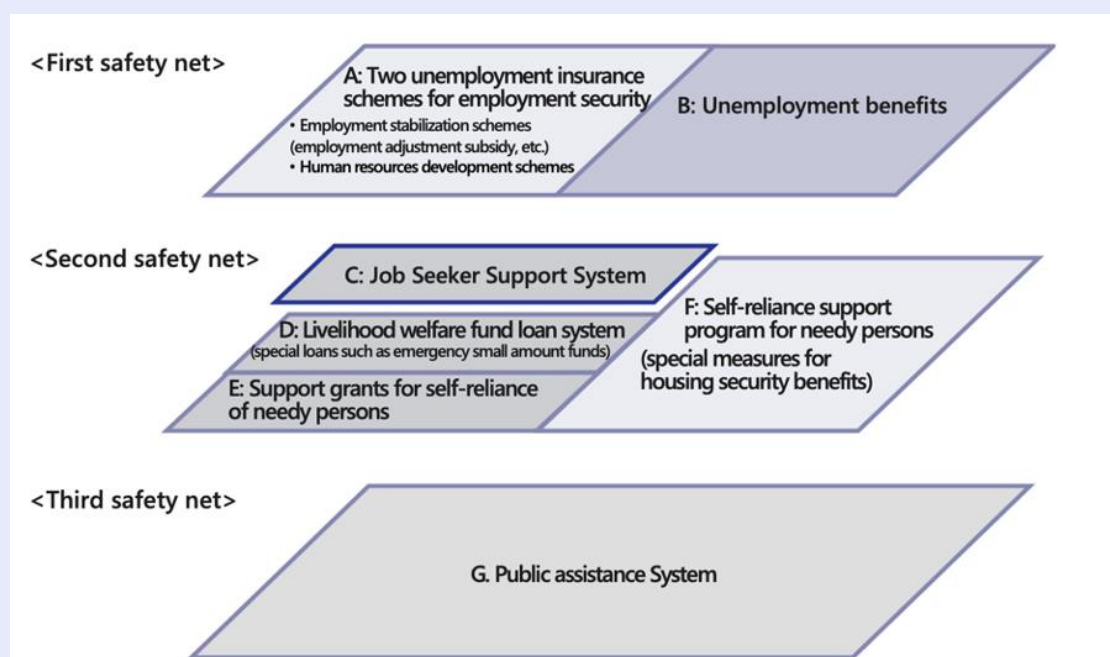 <First safety net>
A: Two unemployment insurance
schemes for employment security
• Employment stabilization schemes
(employment adjustment subsidy, etc.)
• Human resources development schemes
B: Unemployment benefits
<Second safety net>
C: Job Seeker Support System
D: Livelihood welfare fund loan system
(special loans such as emergency small amount funds)
E: Support grants for self-reliance
of needy persons
F: Self-reliance support
program for needy persons
(special measures for
housing security benefits)
<Third safety net>
G. Public assistance System